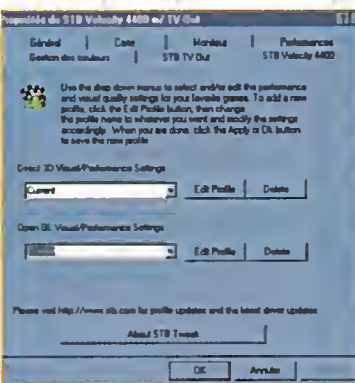 Propriétés de STB Velocity 4400 w/ TV Out
Général
Carte
Moniteur
Performances
Gestion des couleurs
STB TV Out
STB Velocity 4400
Use the drop down menus to select and/or edit the performance
and visual quality settings for your favorite games. To add a new
profile, click the Edit Profile button, then change
the profile name to whatever you want and modify the settings
accordingly. When you are done, click the Apply or Ok button
to save the new profile
Direct 3D Visual/Performance Settings
Current
Edit Profile
Delete
Open GL Visual/Performance Settings
Edit Profile
Delete
Please visit http://www.stb.com for profile updates and the latest driver updates
About STB Tweak
OK
Annuler